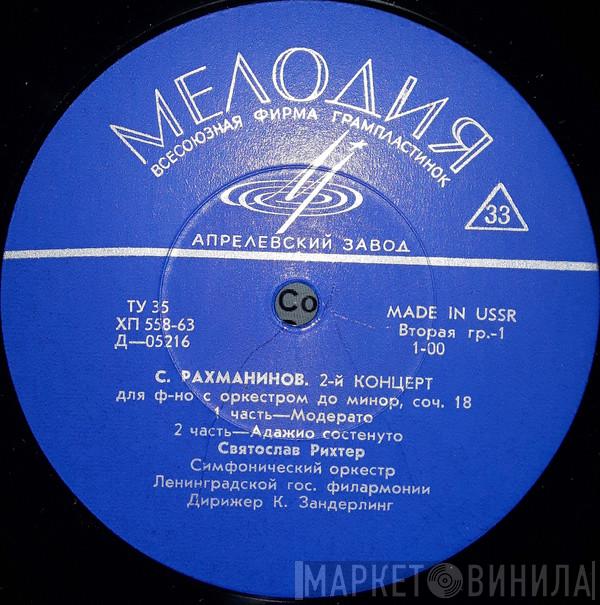 МЕЛОДИЯ
ВСЕСОЮЗНАЯ ФИРМА ГРАМПЛАСТИНОК
33
АПРЕЛЕВСКИЙ ЗАВОД
ТУ 35
ХП 558-63
Д—05216
Со
MADE IN USSR
Вторая гр.-1
1-00
С. РАХМАНИНОВ. 2-й КОНЦЕРТ
для ф-но с оркестром до минор, соч. 18
1 часть—Модерато
2 часть—Адажио состенуто
Святослав Рихтер
Симфонический оркестр
Ленинградской гос. филармонии
Дирижер К. Зандерлинг
МАРКЕТ ВИНИЛА